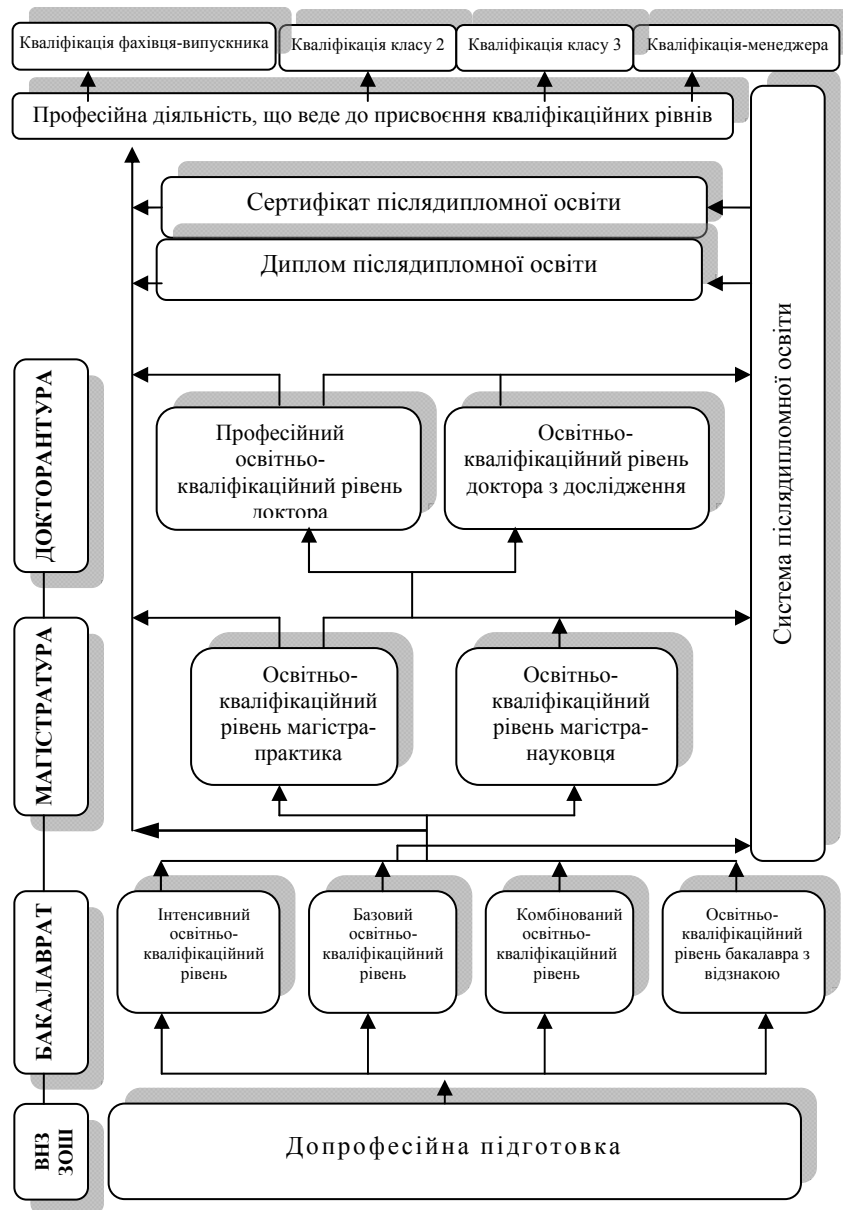 Кваліфікація фахівця-випускника
Кваліфікація класу 2
Кваліфікація класу 3
Кваліфікація-менеджера
Професійна діяльність, що веде до присвоєння кваліфікаційних рівнів
Сертифікат післядипломної освіти
Диплом післядипломної освіти
Система післядипломної освіти
ДОКТОРАНТУРА
Професійний
освітньо-
кваліфікаційний рівень
доктора
Освітньо-
кваліфікаційний рівень
доктора з дослідження
МАГІСТРАТУРА
Освітньо-
кваліфікаційний
рівень магістра-
практика
Освітньо-
кваліфікаційний
рівень магістра-
науковця
БАКАЛАВРАТ
Інтенсивний
освітньо-
кваліфікаційний
рівень
Базовий
освітньо-
кваліфікаційний
рівень
Комбінований
освітньо-
кваліфікаційний
рівень
Освітньо-
кваліфікаційний
рівень бакалавра з
відзнакою
ВНЗ
ЗОШ
Допрофесійна підготовка